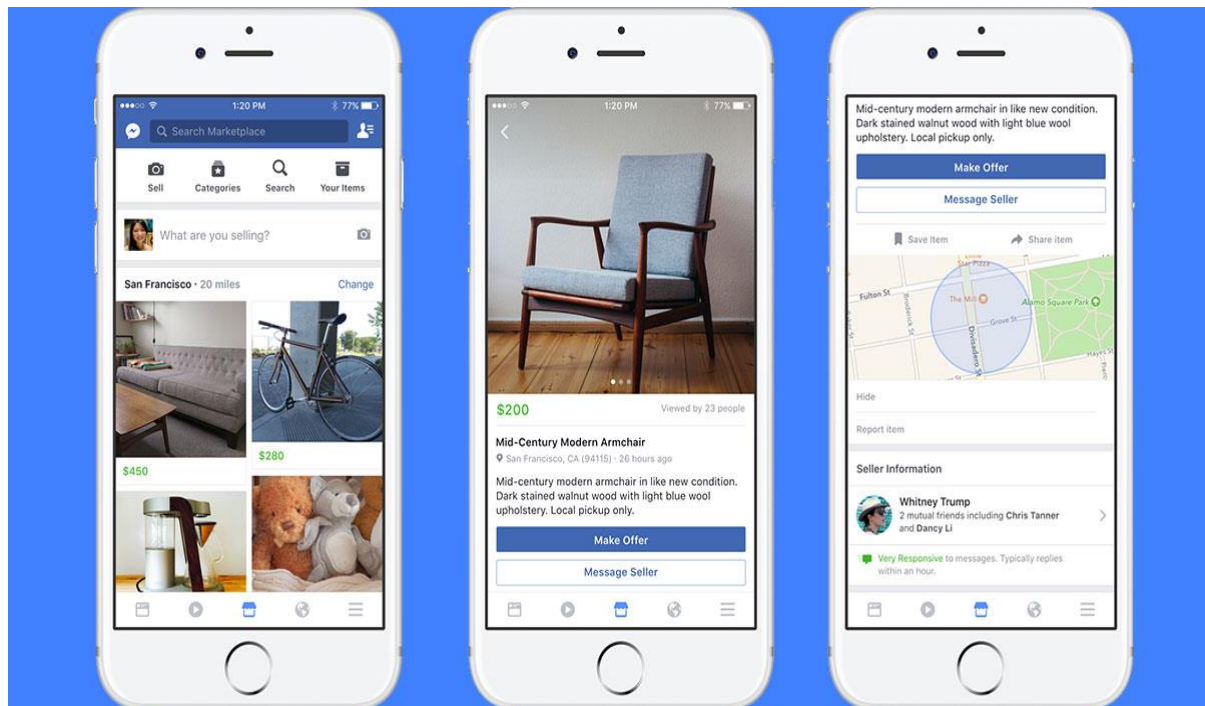 1:20 PM
77%
Search Marketplace
Sell Categories Search Your Items
What are you selling?
San Francisco · 20 miles Change
$450
$280
1:20 PM
77%
$200 Viewed by 23 people
Mid-Century Modern Armchair
San Francisco, CA (94115) · 26 hours ago
Mid-century modern armchair in like new condition.
Dark stained walnut wood with light blue wool
upholstery. Local pickup only.
Make Offer
Message Seller
Mid-century modern armchair in like new condition.
Dark stained walnut wood with light blue wool
upholstery. Local pickup only.
Make Offer
Message Seller
Save Item Share item
Star Pizza
Fulton St
Broderick St
The Mill
Alamo Square Park
Grove St
Divisadero St
Hayes St
Hide
Report item
Seller Information
Whitney Trump
2 mutual friends including Chris Tanner
and Dancy Li
Very Responsive to messages. Typically replies
within an hour.